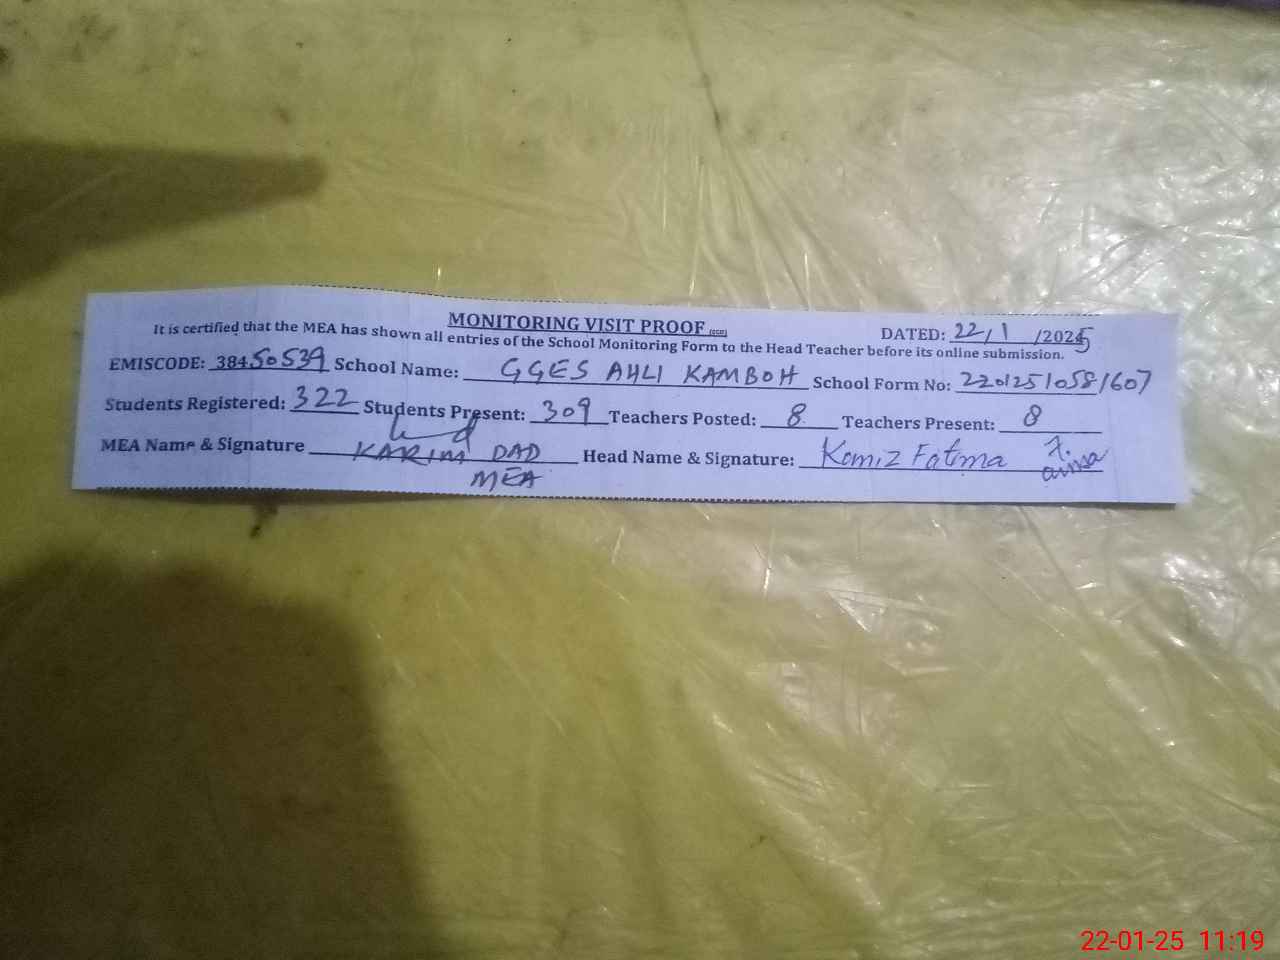 MONITORING VISIT PROOF
DATED: 22/1/2025
It is certified that the MEA has shown all entries of the School Monitoring Form to the Head Teacher before its online submission.
EMISCODE: 38450539 School Name: GGES AHLI KAMBOH School Form No: 22012510581607
Students Registered: 322 Students Present: 309 Teachers Posted: 8 Teachers Present: 8
MEA Name & Signature KARIM DAD Head Name & Signature: Komiz Fatima
MEA
22-01-25 11:19